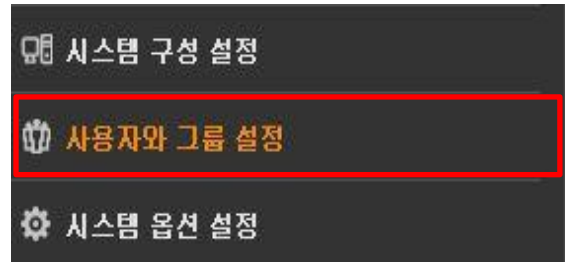 시스템 구성 설정
사용자와 그룹 설정
시스템 옵션 설정